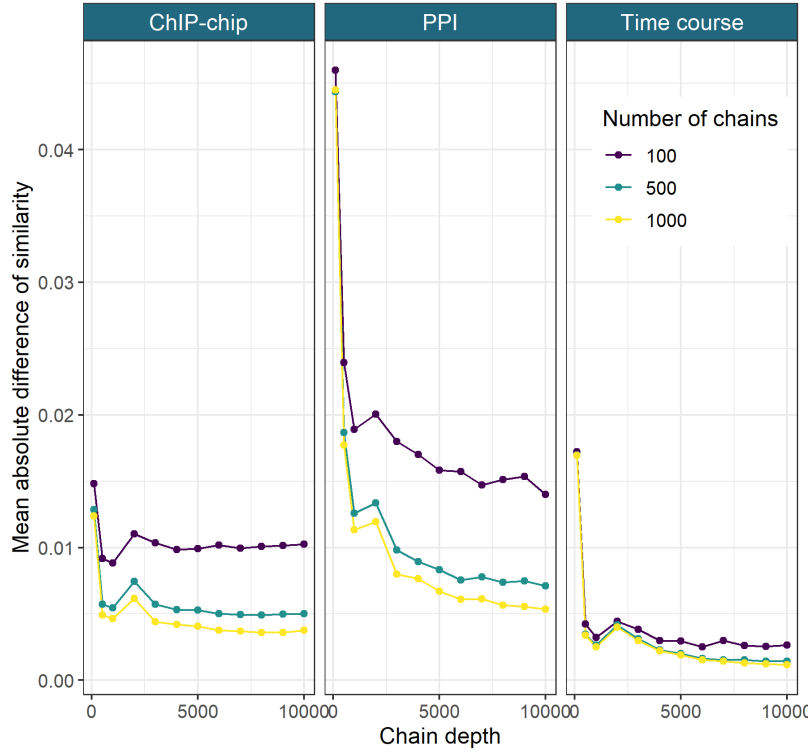 ChIP-chip PPI Time course
Mean absolute difference of similarity
0.04
0.03
0.02
0.01
0.00
Number of chains
100
500
1000
0 5000 10000 0 5000 10000 0 5000 10000
Chain depth